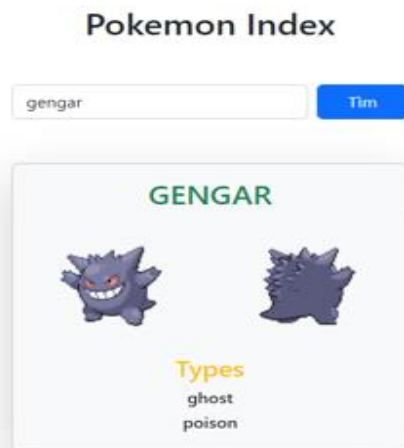 Pokemon Index
gengar
Tìm
GENGAR
Types
ghost
poison